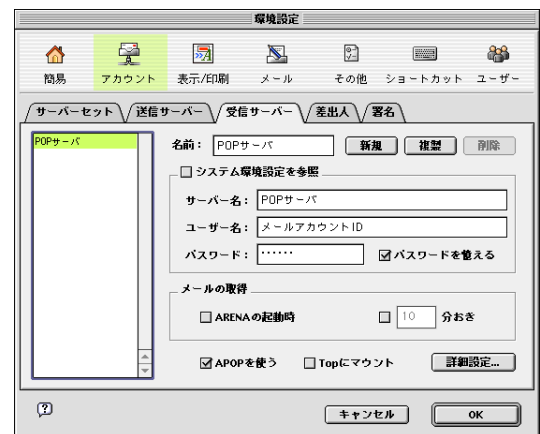 環境設定
簡易 アカウント 表示/印刷 メール その他 ショートカット ユーザー
サーバーセット 送信サーバー 受信サーバー 差出人 署名
POPサーバ
名前： POPサーバ 新規 複製 削除
システム環境設定を参照
サーバー名： POPサーバ
ユーザー名： メールアカウントID
パスワード： ...... パスワードを覚える
メールの取得
ARENAの起動時 10 分おき
APOPを使う Topにマウント 詳細設定...
キャンセル OK